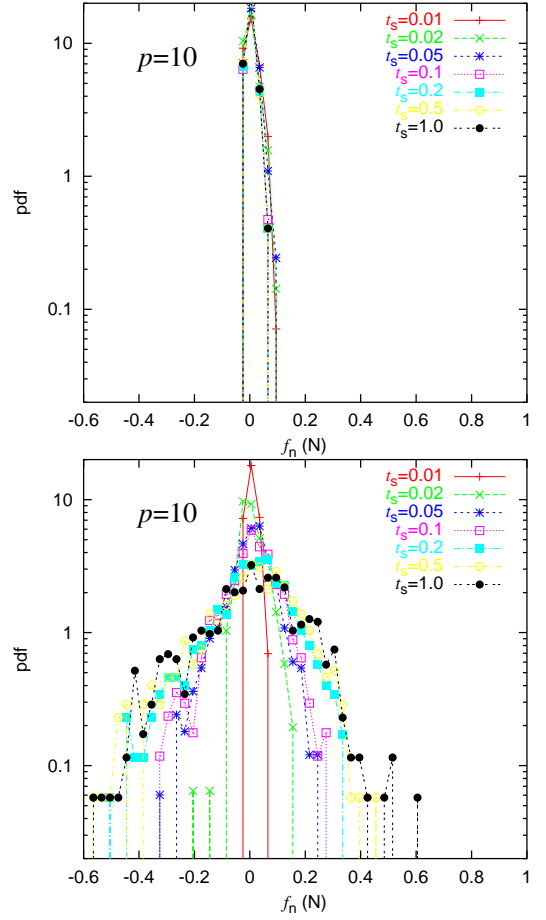 p=10
t_s=0.01
t_s=0.02
t_s=0.05
t_s=0.1
t_s=0.2
t_s=0.5
t_s=1.0
10
1
0.1
pdf
-0.6 -0.4 -0.2 0 0.2 0.4 0.6 0.8 1
f_n (N)
p=10
t_s=0.01
t_s=0.02
t_s=0.05
t_s=0.1
t_s=0.2
t_s=0.5
t_s=1.0
10
1
0.1
pdf
-0.6 -0.4 -0.2 0 0.2 0.4 0.6 0.8 1
f_n (N)